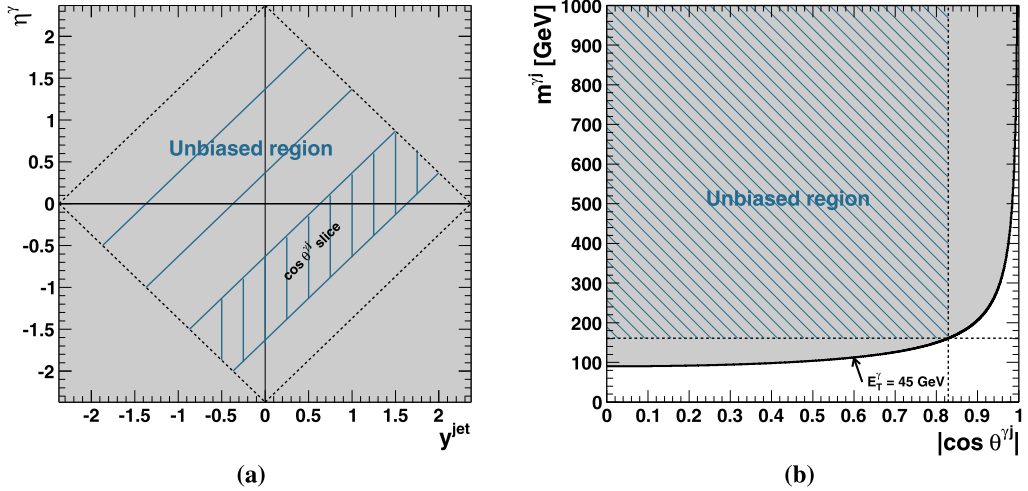 η^γ
2
1.5
1
0.5
0
-0.5
-1
-1.5
-2
Unbiased region
cos θ^γj slice
-2 -1.5 -1 -0.5 0 0.5 1 1.5 2
y^jet
(a)
m^γj [GeV]
1000
900
800
700
600
500
400
300
200
100
0
Unbiased region
E_T^γ = 45 GeV
0 0.1 0.2 0.3 0.4 0.5 0.6 0.7 0.8 0.9 1
|cos θ^γj|
(b)